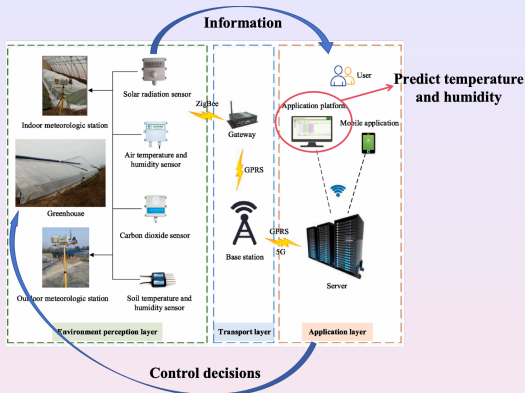 Information
User
Solar radiation sensor
ZigBee
Application platform
Predict temperature
and humidity
Indoor meteorologic station
Gateway
Mobile application
Air temperature and
humidity sensor
GPRS
Greenhouse
Carbon dioxide sensor
Base station
GPRS
5G
Server
Outdoor meteorologic station
Soil temperature and
humidity sensor
Environment perception layer
Transport layer
Application layer
Control decisions